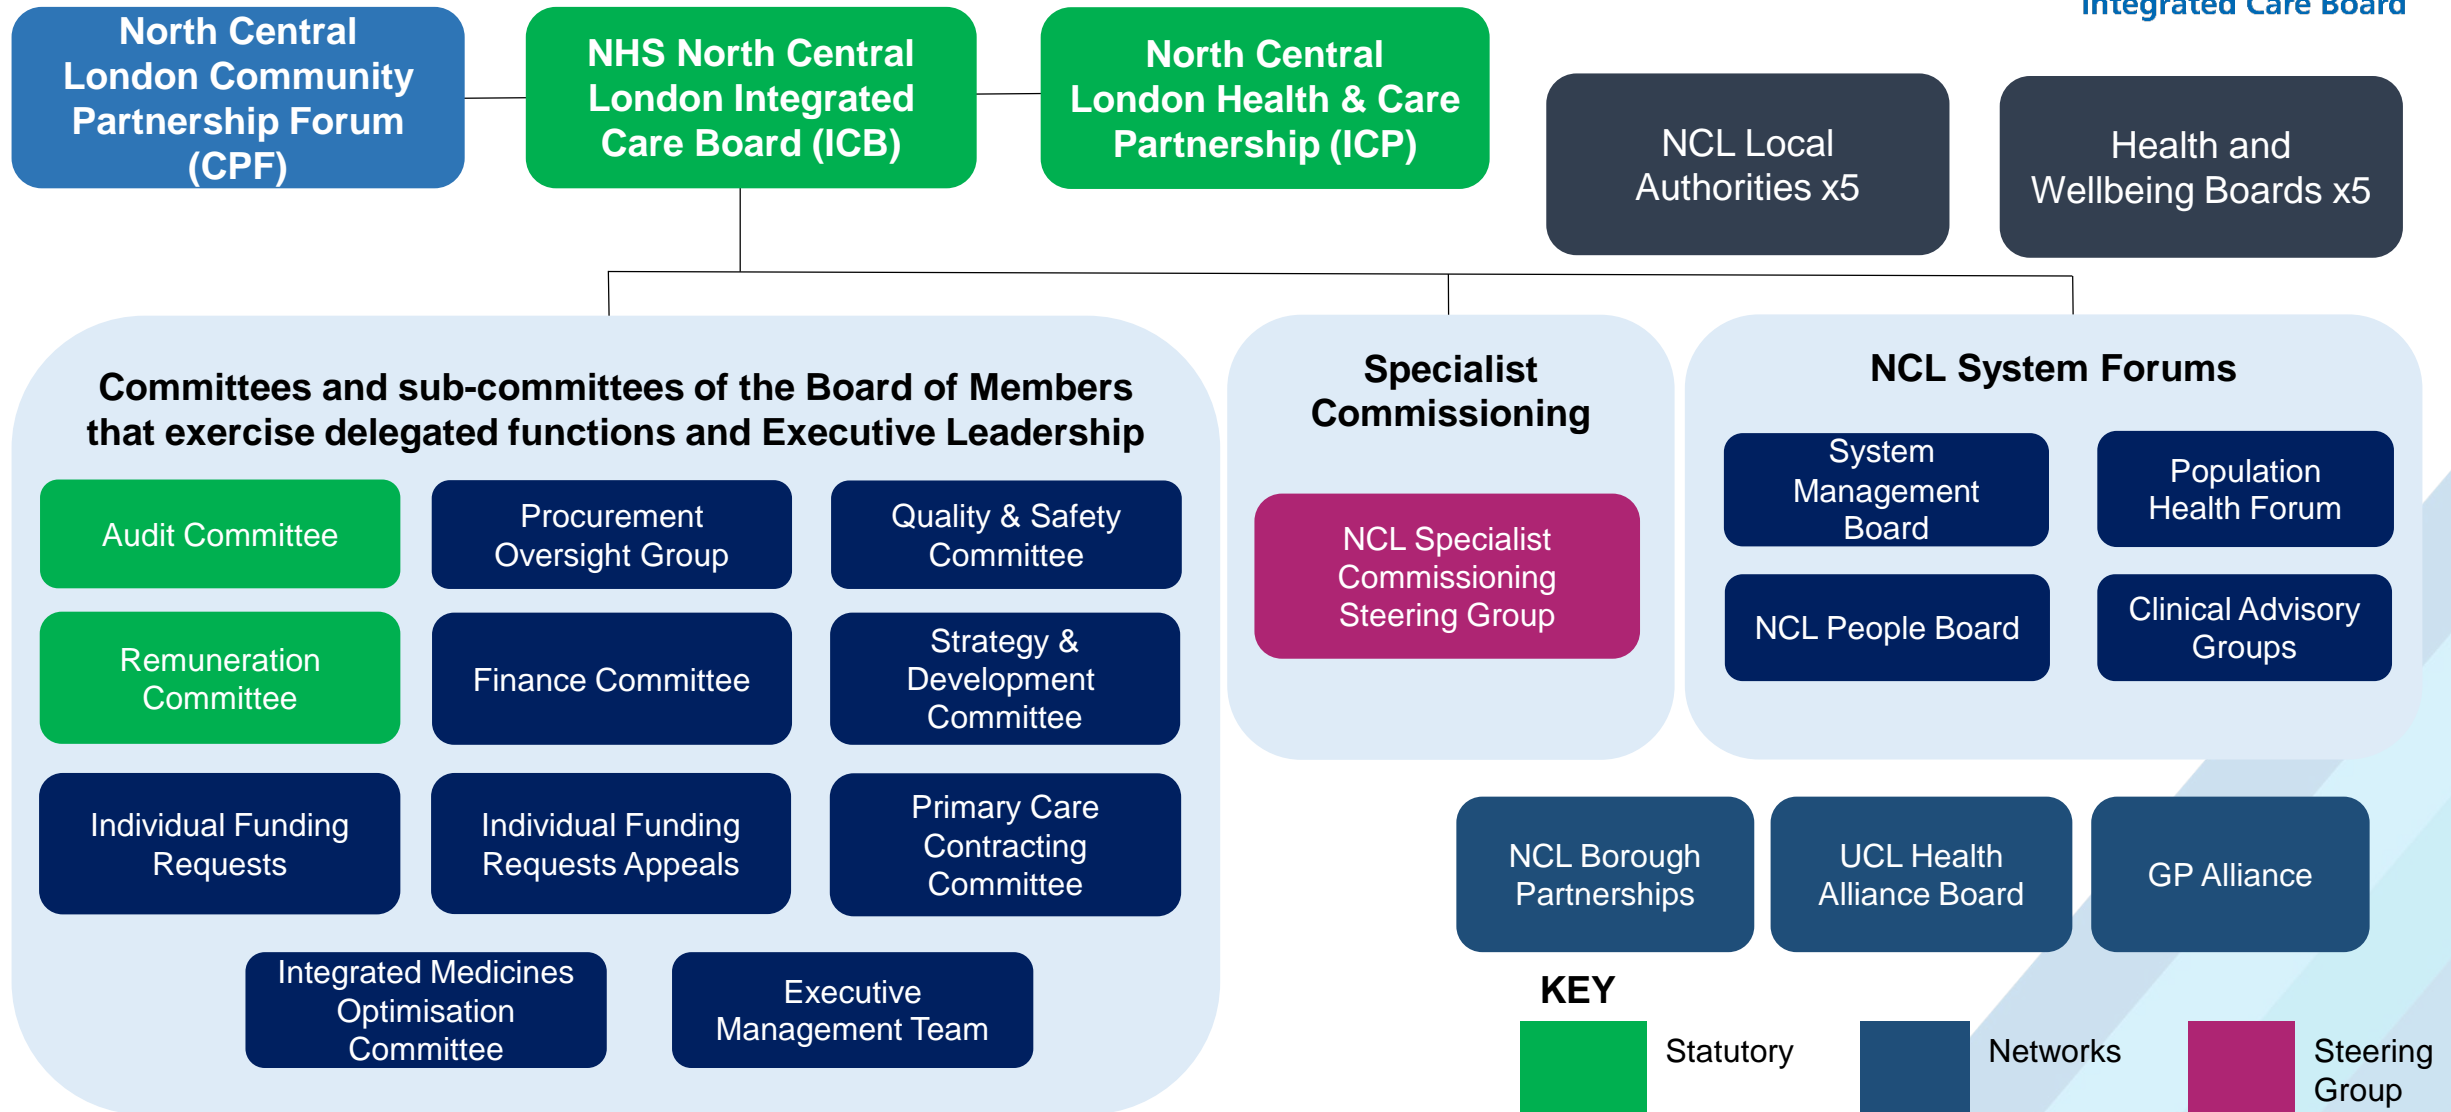 Integrated Care Board
North Central
London Community
Partnership Forum
(CPF)
NHS North Central
London Integrated
Care Board (ICB)
North Central
London Health & Care
Partnership (ICP)
NCL Local
Authorities x5
Health and
Wellbeing Boards x5
Committees and sub-committees of the Board of Members
that exercise delegated functions and Executive Leadership
Audit Committee
Procurement
Oversight Group
Quality & Safety
Committee
Remuneration
Committee
Finance Committee
Strategy &
Development
Committee
Individual Funding
Requests
Individual Funding
Requests Appeals
Primary Care
Contracting
Committee
Integrated Medicines
Optimisation
Committee
Executive
Management Team
Specialist
Commissioning
NCL Specialist
Commissioning
Steering Group
NCL System Forums
System
Management
Board
Population
Health Forum
NCL People Board
Clinical Advisory
Groups
NCL Borough
Partnerships
UCL Health
Alliance Board
GP Alliance
KEY
Statutory
Networks
Steering
Group